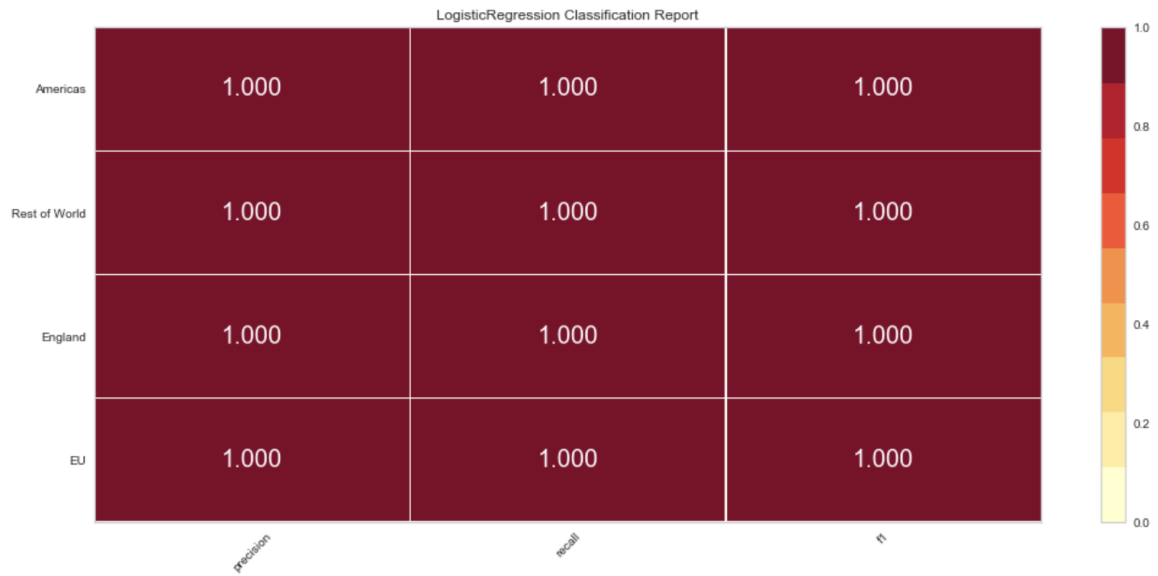 LogisticRegression Classification Report
Americas 1.000 1.000 1.000
Rest of World 1.000 1.000 1.000
England 1.000 1.000 1.000
EU 1.000 1.000 1.000
precision recall f1
1.0
0.8
0.6
0.4
0.2
0.0